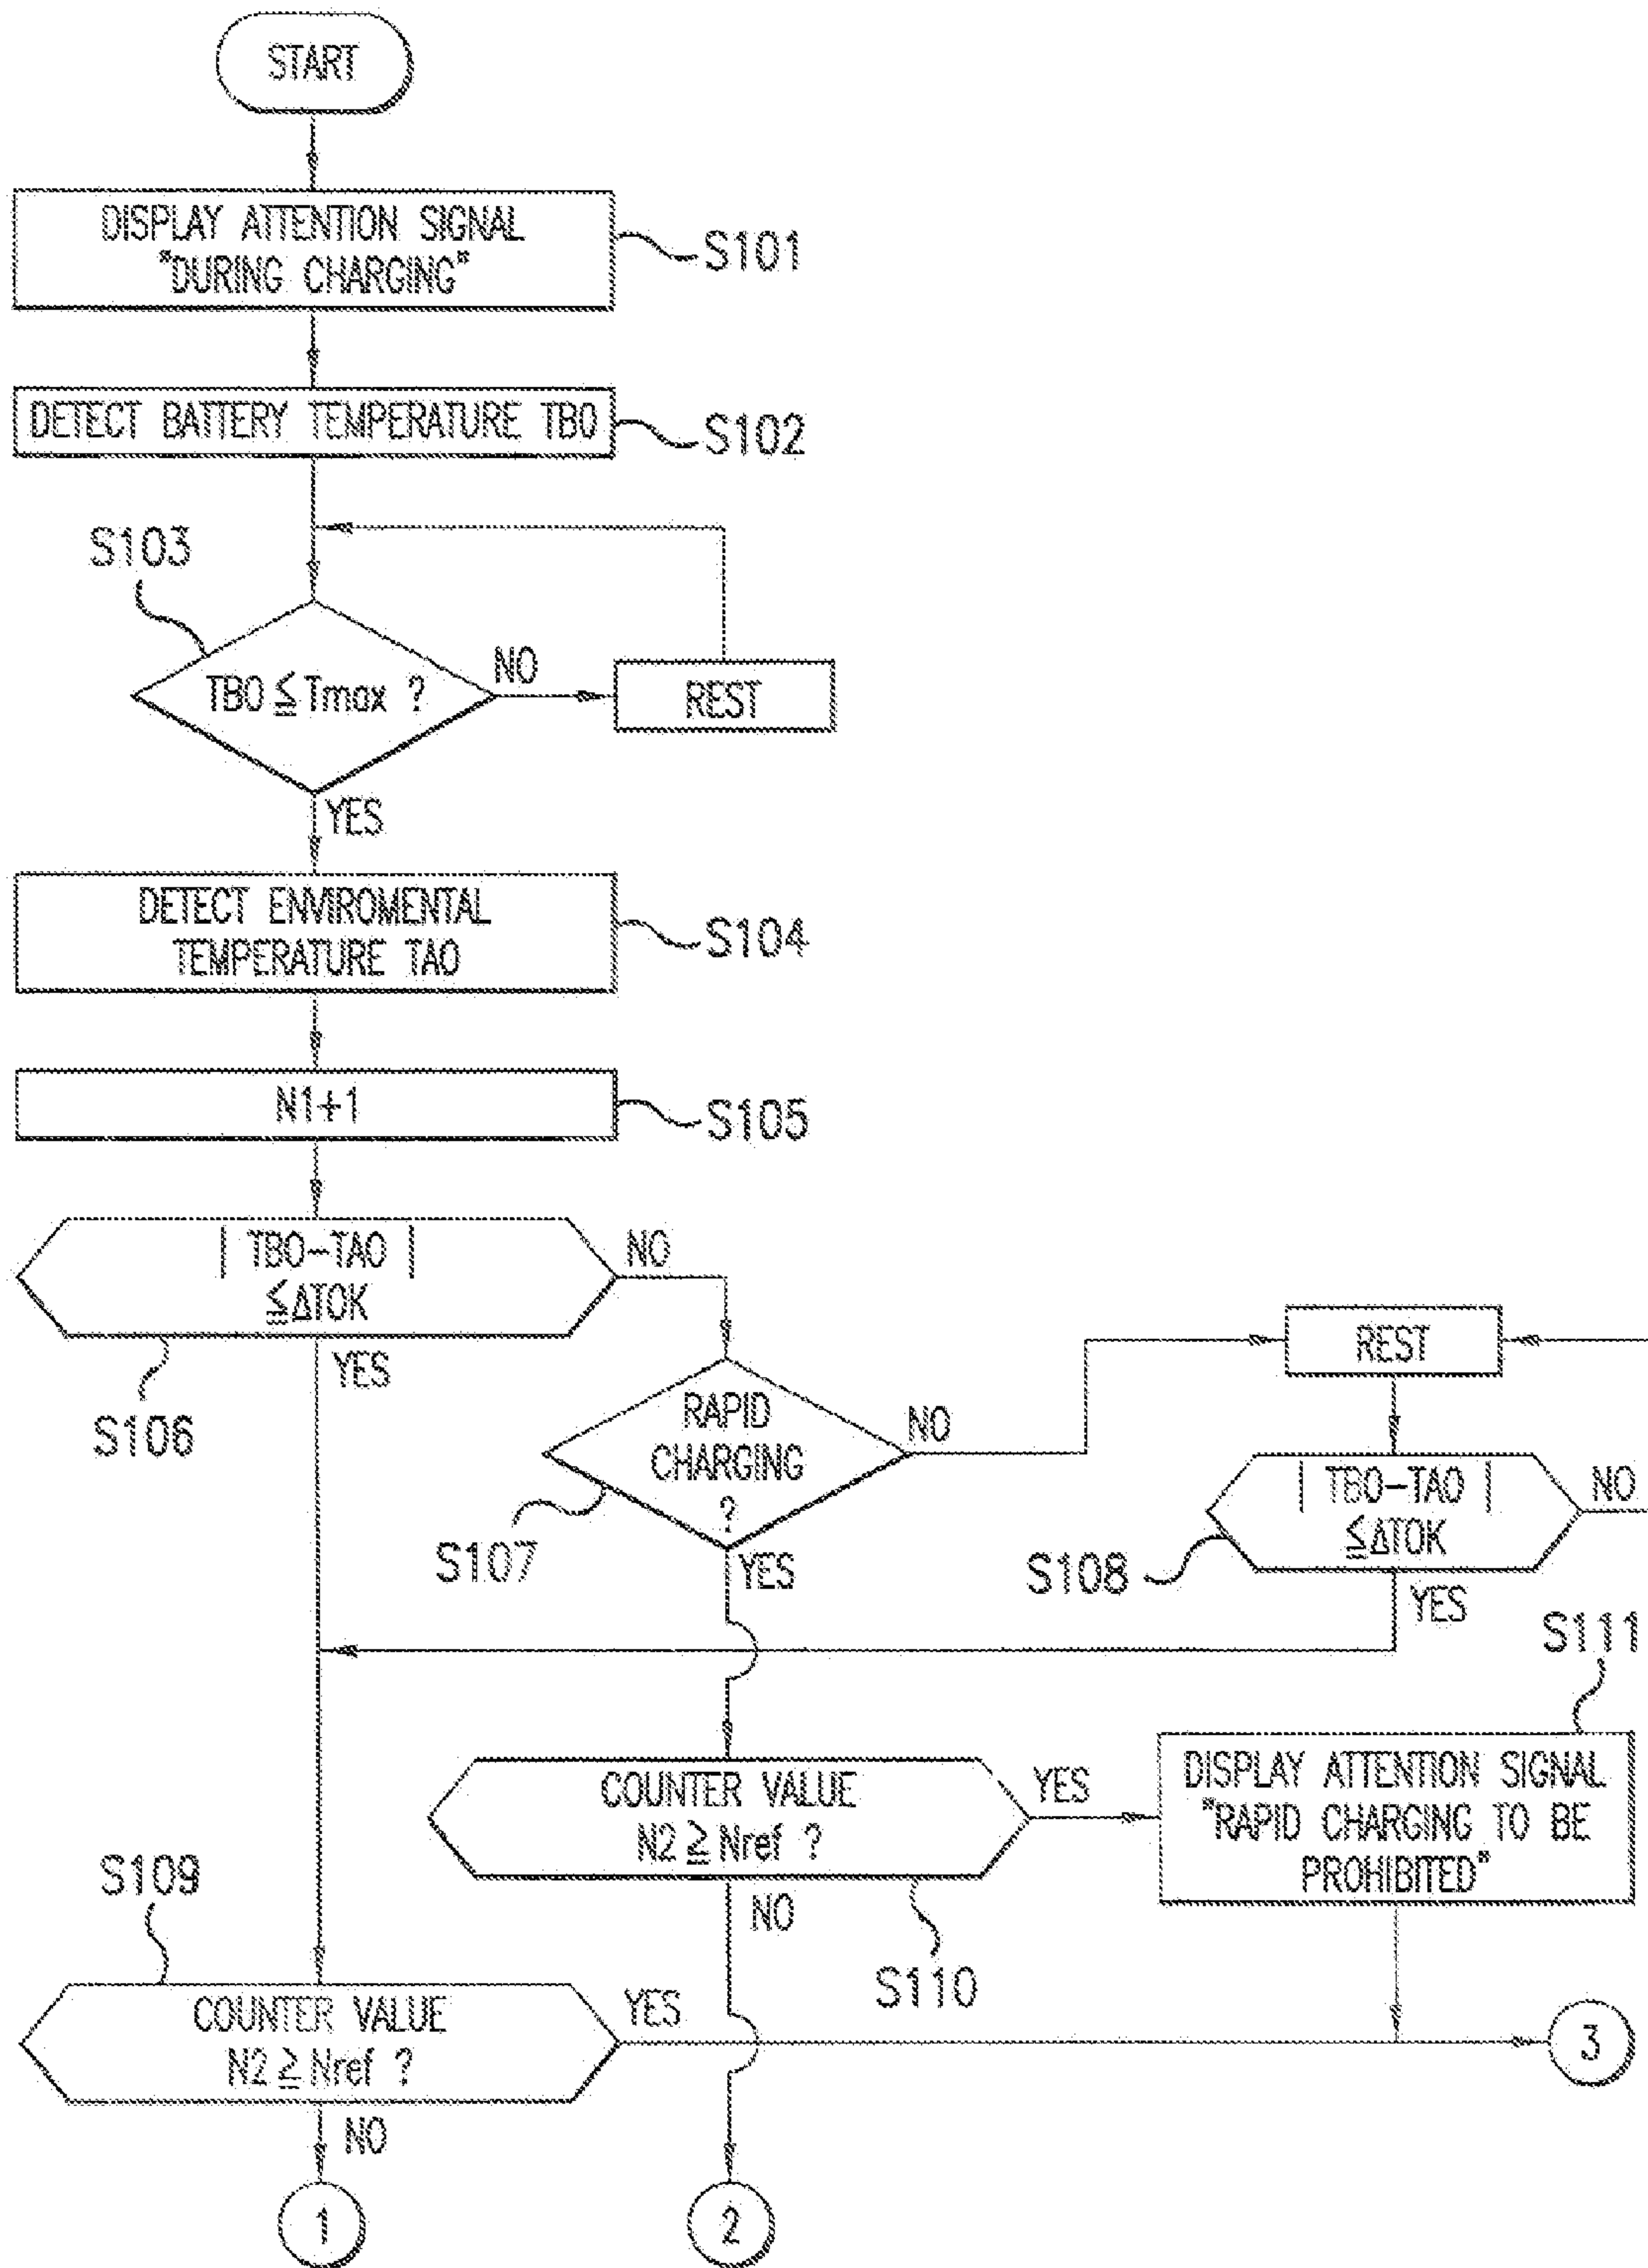 START
DISPLAY ATTENTION SIGNAL
"DURING CHARGING"
S101
DETECT BATTERY TEMPERATURE TB0
S102
S103
TB0 ≦ Tmax ?
NO
REST
YES
DETECT ENVIROMENTAL
TEMPERATURE TA0
S104
N1+1
S105
| TB0-TA0 |
≦ΔTOK
NO
YES
S106
RAPID
CHARGING
?
NO
YES
S107
REST
| TB0-TA0 |
≦ΔTOK
NO
YES
S108
S111
COUNTER VALUE
N2 ≧ Nref ?
YES
NO
S110
DISPLAY ATTENTION SIGNAL
"RAPID CHARGING TO BE
PROHIBITED"
S109
COUNTER VALUE
N2 ≧ Nref ?
YES
NO
3
1
2